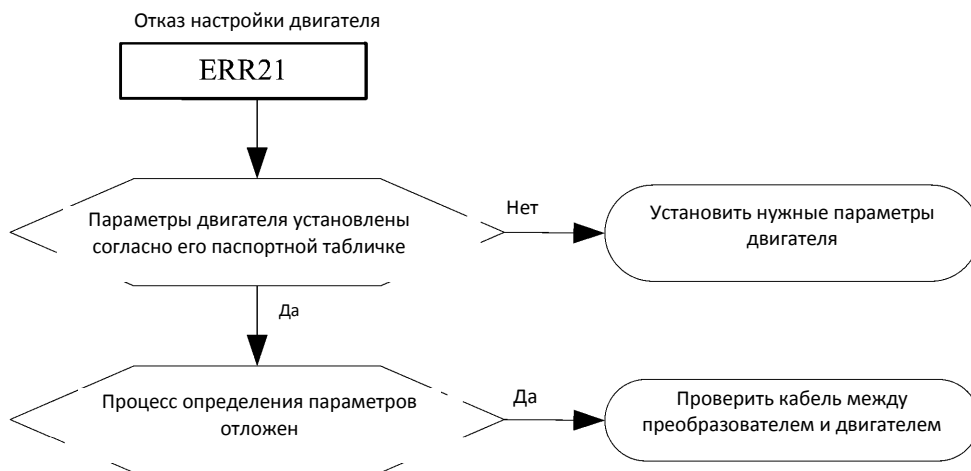 Отказ настройки двигателя
ERR21
Параметры двигателя установлены
согласно его паспортной табличке
Нет
Установить нужные параметры
двигателя
Да
Процесс определения параметров
отложен
Да
Проверить кабель между
преобразователем и двигателем